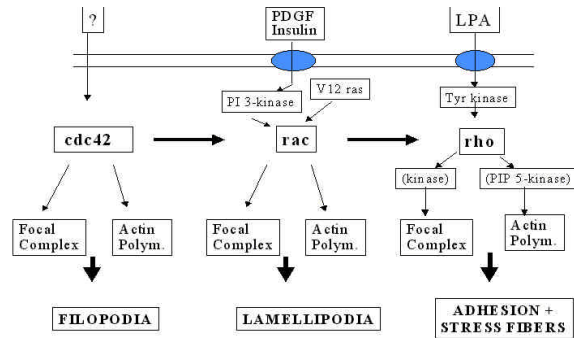 ?
PDGF
Insulin
LPA
PI 3-kinase
V12 ras
Tyr kinase
cdc42
rac
rho
(kinase)
(PIP 5-kinase)
Focal
Complex
Actin
Polym.
Focal
Complex
Actin
Polym.
Focal
Complex
Actin
Polym.
FILOPODIA
LAMELLIPODIA
ADHESION +
STRESS FIBERS